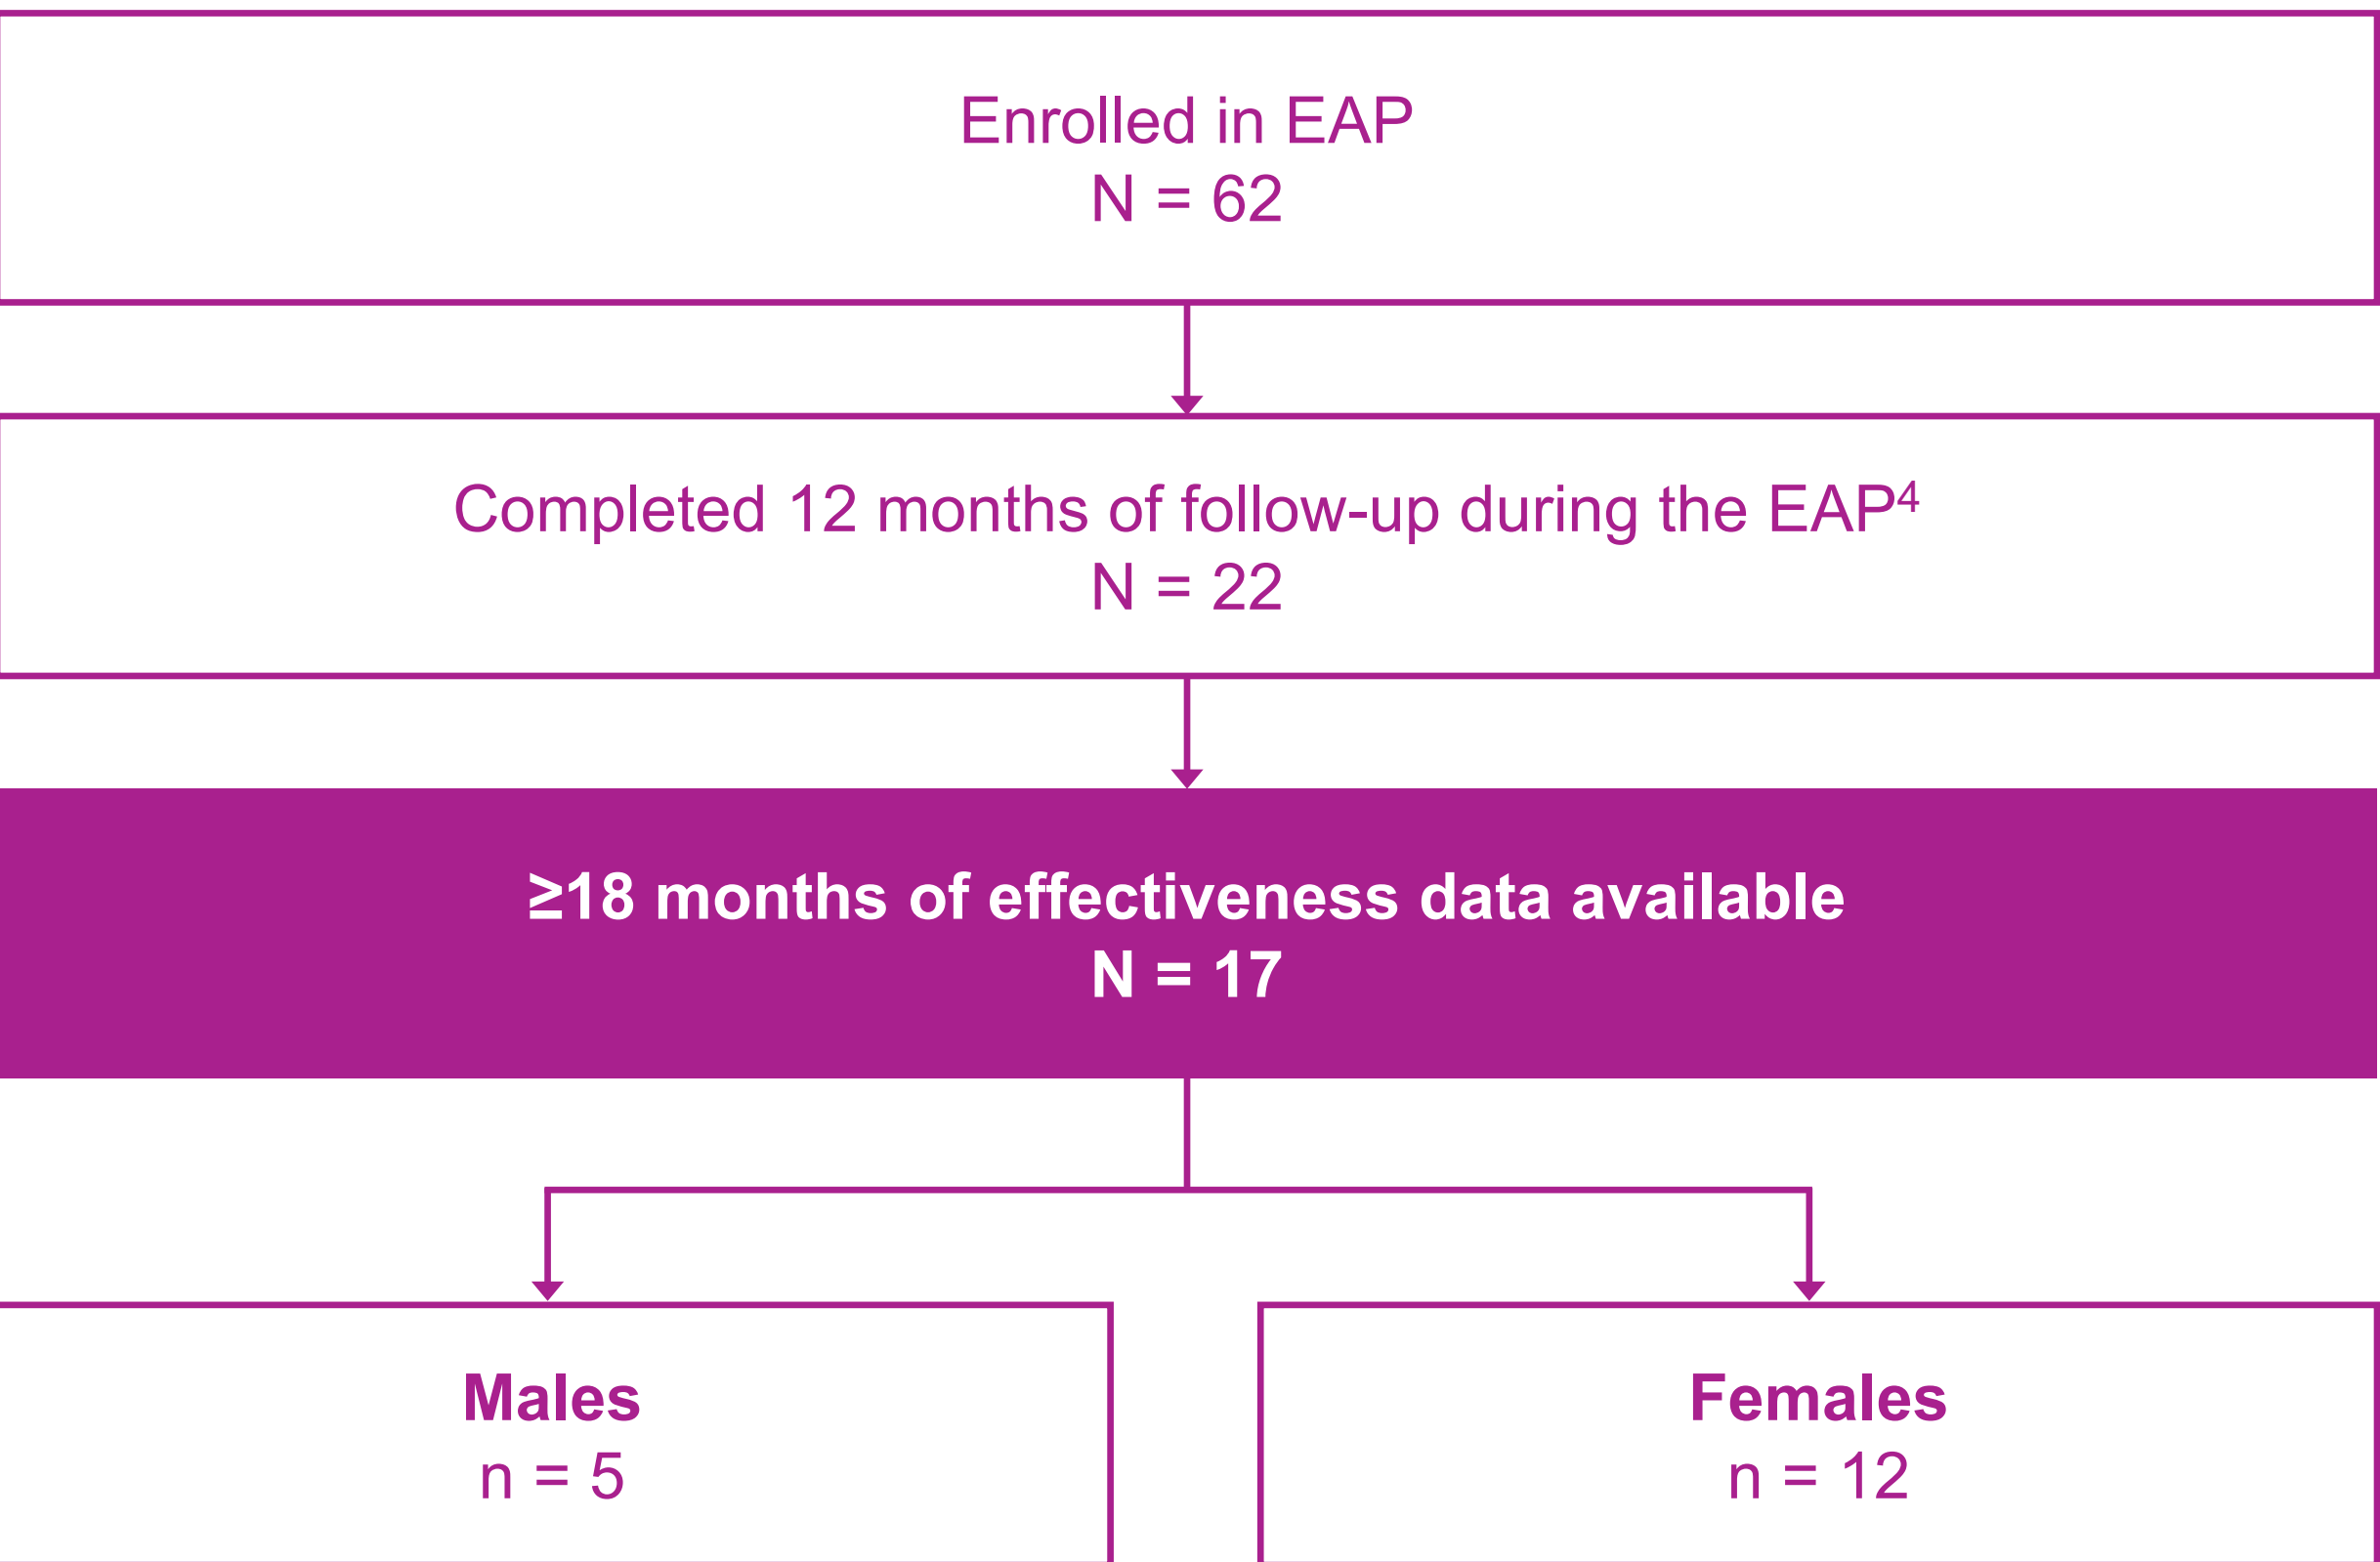 Enrolled in EAP
N = 62
Completed 12 months of follow-up during the EAP⁴
N = 22
≥18 months of effectiveness data available
N = 17
Males
n = 5
Females
n = 12